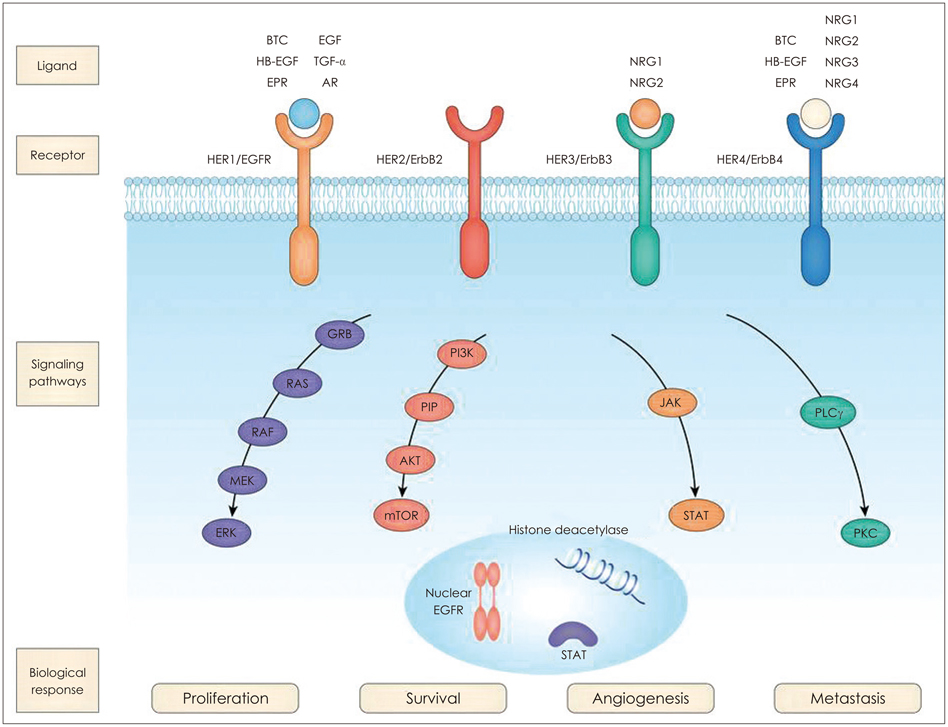 Ligand
BTC EGF
HB-EGF TGF-α
EPR AR
NRG1
NRG2
BTC
HB-EGF
EPR
NRG1
NRG2
NRG3
NRG4
Receptor
HER1/EGFR
HER2/ErbB2
HER3/ErbB3
HER4/ErbB4
Signaling
pathways
GRB
RAS
RAF
MEK
ERK
PI3K
PIP
AKT
mTOR
JAK
STAT
PLCγ
PKC
Histone deacetylase
Nuclear
EGFR
STAT
Biological
response
Proliferation
Survival
Angiogenesis
Metastasis